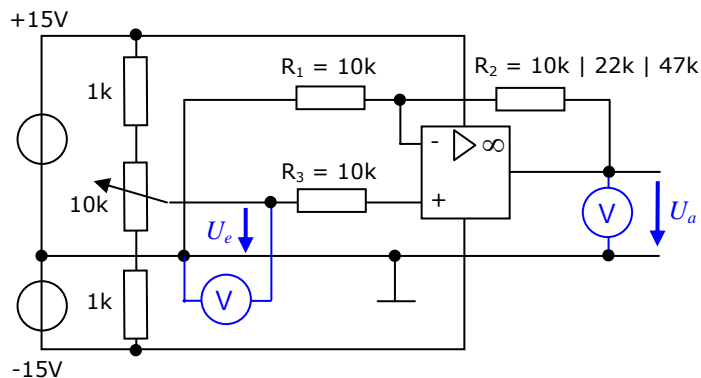 +15V
R₁ = 10k
R₂ = 10k | 22k | 47k
1k
- ▷ ∞
R₃ = 10k
10k
+
V
Uₑ
Uₐ
V
1k
-15V